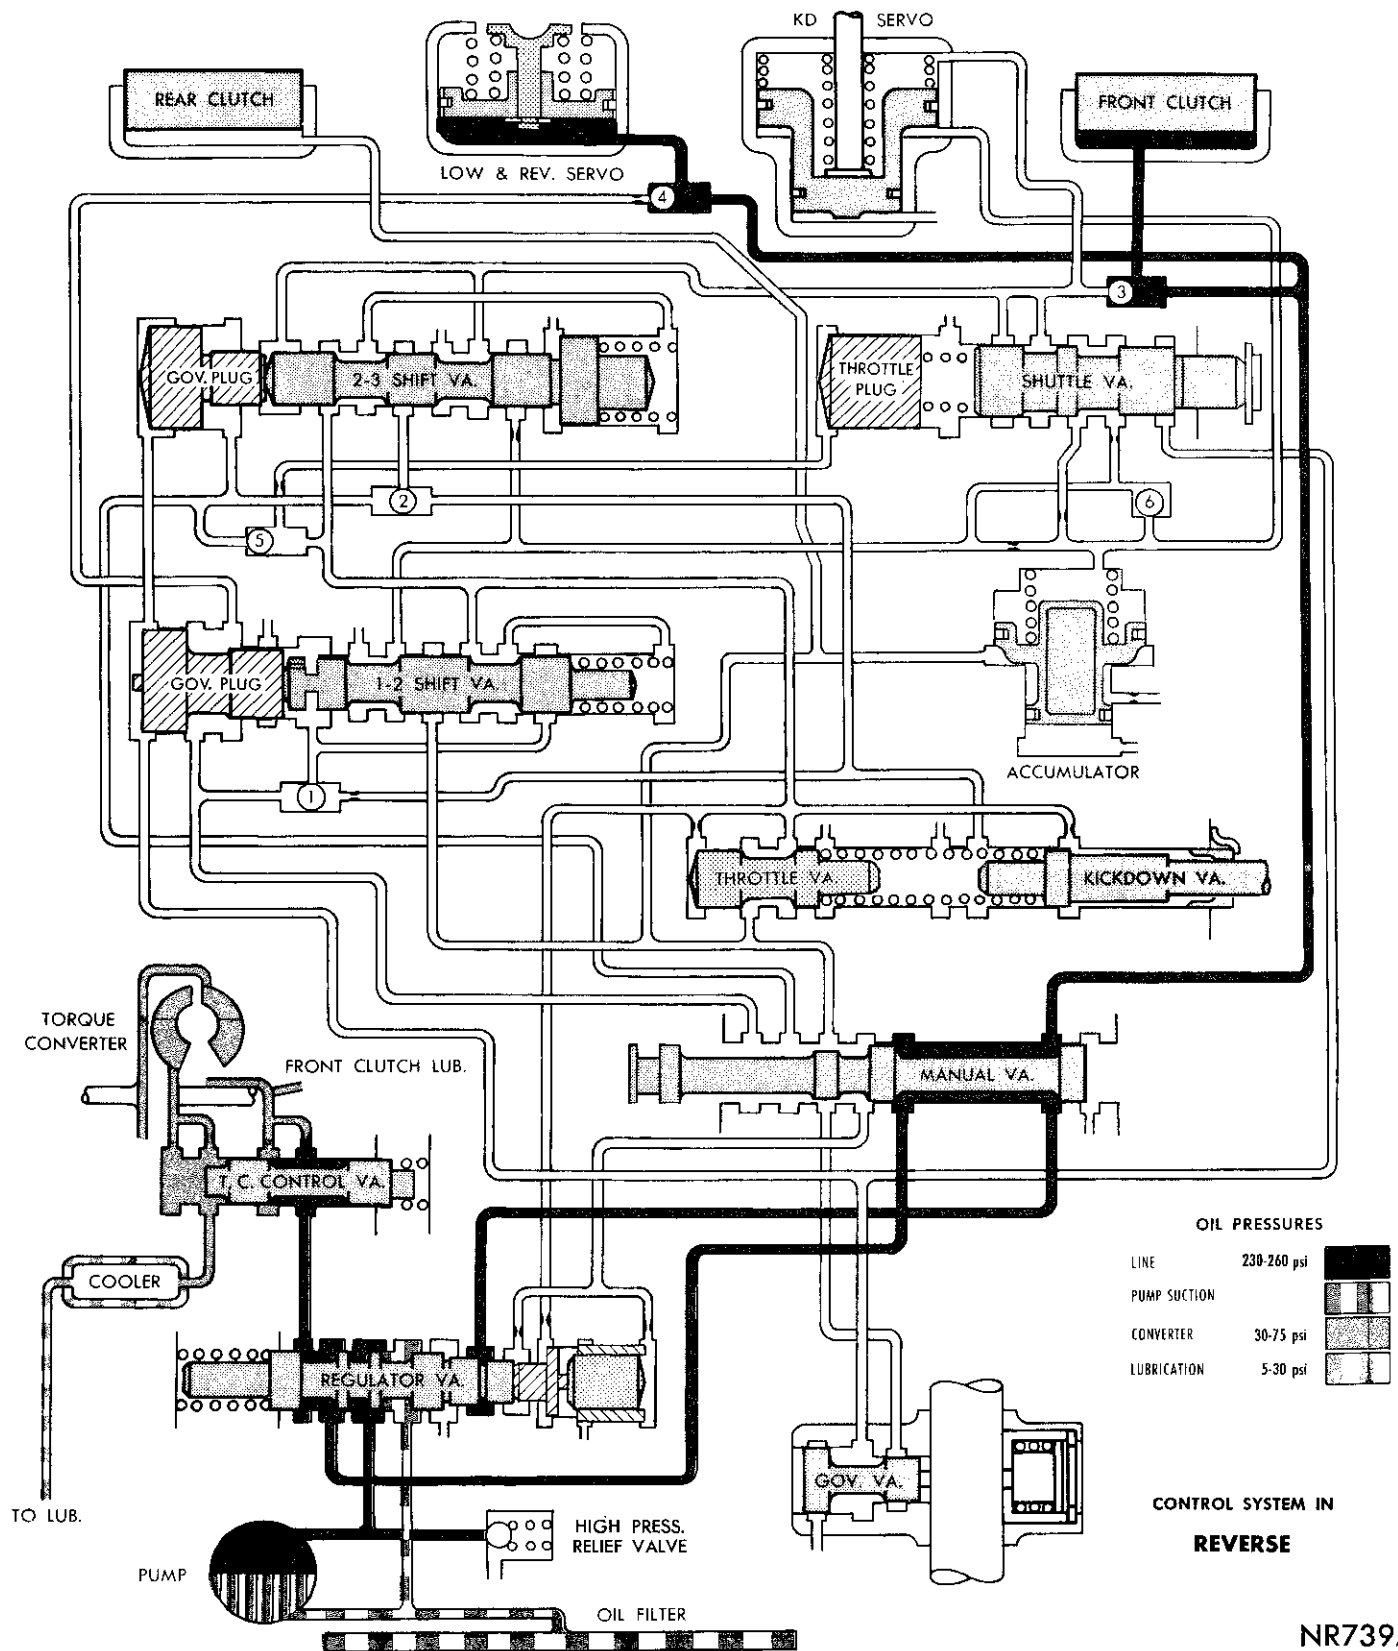 KD SERVO
REAR CLUTCH
FRONT CLUTCH
LOW & REV. SERVO
4
3
GOV. PLUG
2-3 SHIFT VA.
THROTTLE
PLUG
SHUTTLE VA.
2
6
5
GOV. PLUG
1-2 SHIFT VA.
ACCUMULATOR
1
THROTTLE VA.
KICKDOWN VA.
TORQUE
CONVERTER
FRONT CLUTCH LUB.
MANUAL VA.
T. C. CONTROL VA.
OIL PRESSURES
LINE 230-260 psi
PUMP SUCTION
CONVERTER 30-75 psi
LUBRICATION 5-30 psi
COOLER
REGULATOR VA.
GOV. VA.
TO LUB.
CONTROL SYSTEM IN
REVERSE
HIGH PRESS.
RELIEF VALVE
PUMP
OIL FILTER
NR739